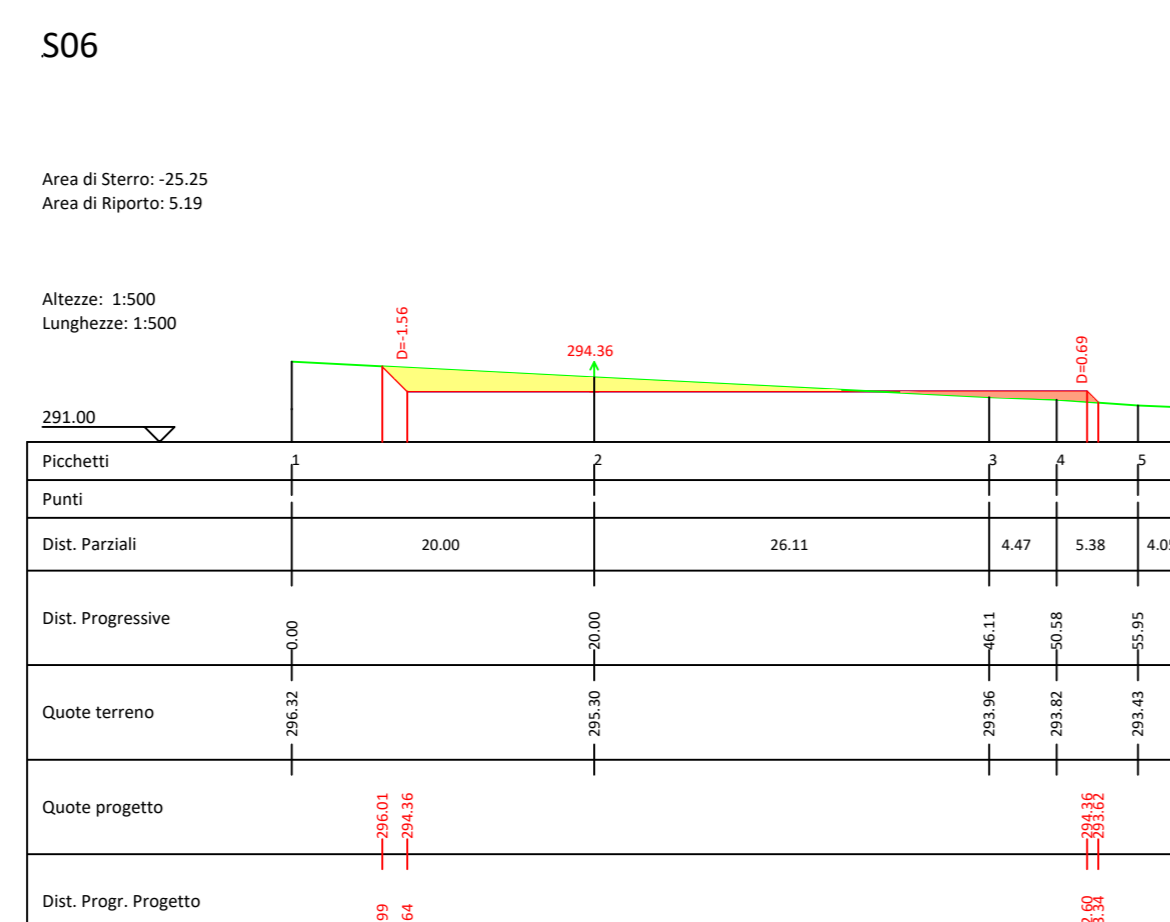 S06
Area di Sterro: -25.25
Area di Riporto: 5.19
Altezze: 1:500
Lunghezze: 1:500
D=-1.56
294.36
D=0.69
291.00
Picchetti 1 2 3 4 5
Punti
Dist. Parziali 20.00 26.11 4.47 5.38
Dist. Progressive 0.00 20.00 46.11 50.58 55.95
Quote terreno 296.32 295.30 293.96 293.82 293.43
Quote progetto 296.01 294.36 294.36 293.62
Dist. Progr. Progetto